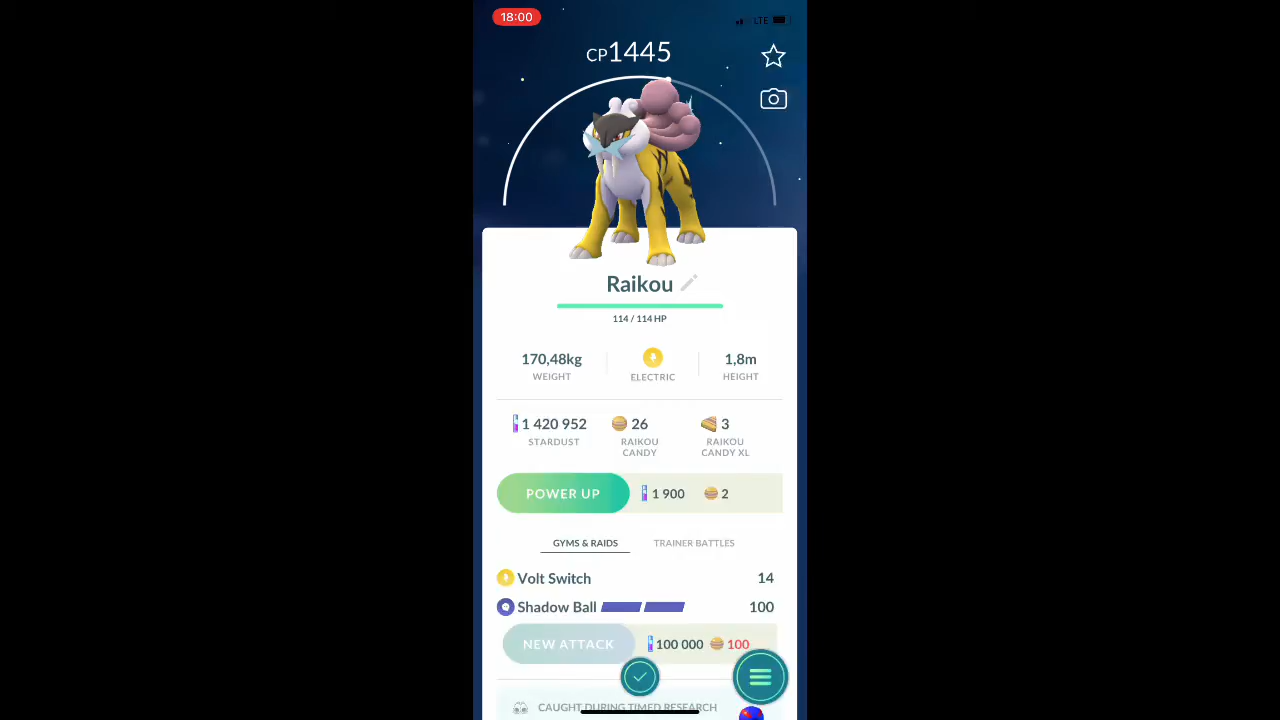 18:00
LTE
CP1445
Raikou
114 / 114 HP
170,48kg
WEIGHT
ELECTRIC
1,8m
HEIGHT
1 420 952
STARDUST
26
RAIKOU
CANDY
3
RAIKOU
CANDY XL
POWER UP 1 900 2
GYMS & RAIDS TRAINER BATTLES
Volt Switch 14
Shadow Ball 100
NEW ATTACK 100 000 100
CAUGHT DURING TIMED RESEARCH